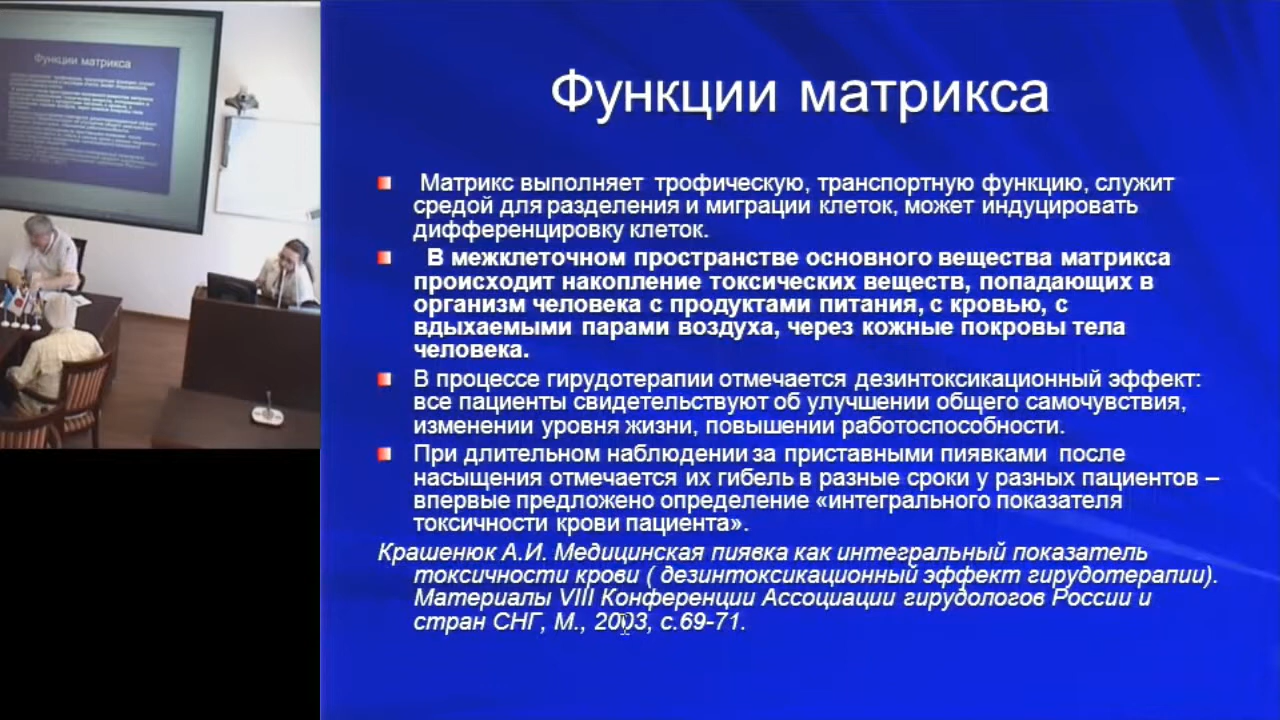 Функции матрикса
Матрикс выполняет трофическую, транспортную функцию, служит
средой для разделения и миграции клеток, может индуцировать
дифференцировку клеток.
В межклеточном пространстве основного вещества матрикса
происходит накопление токсических веществ, попадающих в
организм человека с продуктами питания, с кровью, с
вдыхаемыми парами воздуха, через кожные покровы тела
человека.
В процессе гирудотерапии отмечается дезинтоксикационный эффект:
все пациенты свидетельствуют об улучшении общего самочувствия,
изменении уровня жизни, повышении работоспособности.
При длительном наблюдении за приставными пиявками после
насыщения отмечается их гибель в разные сроки у разных пациентов –
впервые предложено определение «интегрального показателя
токсичности крови пациента».
Крашенюк А.И. Медицинская пиявка как интегральный показатель
токсичности крови ( дезинтоксикационный эффект гирудотерапии).
Материалы VIII Конференции Ассоциации гирудологов России и
стран СНГ, М., 2003, с.69-71.
Функции матрикса